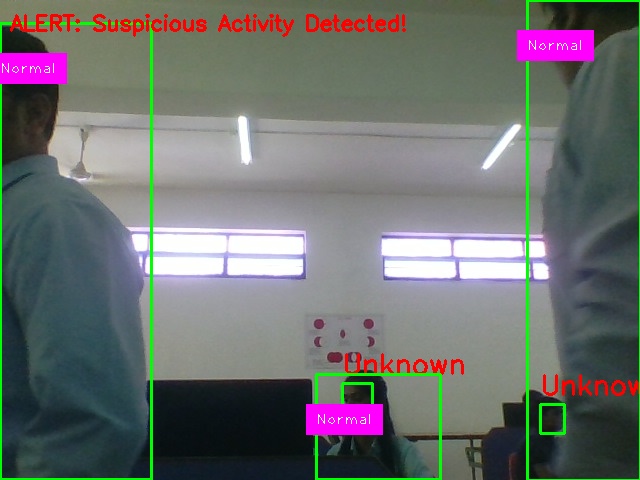 ALERT: Suspicious Activity Detected!
Normal
Normal
Unknown
Unknow
Normal